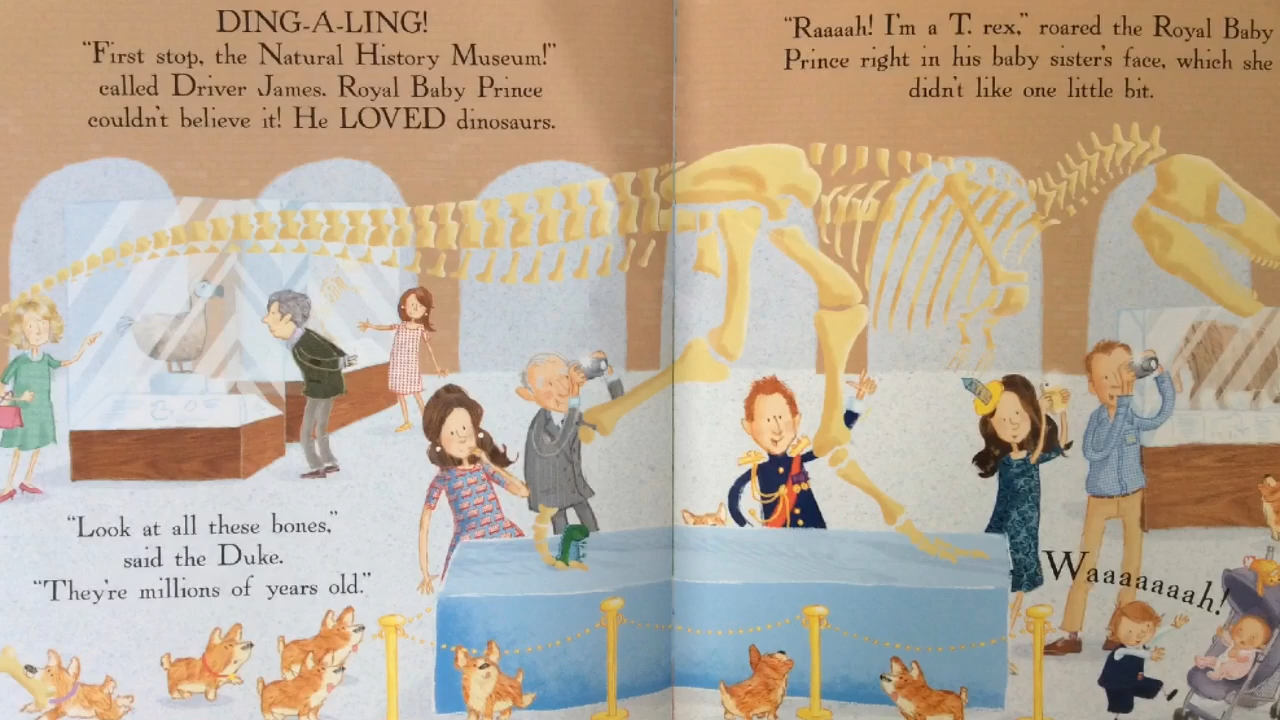 DING-A-LING!
"First stop, the Natural History Museum!"
called Driver James. Royal Baby Prince
couldn't believe it! He LOVED dinosaurs.
"Look at all these bones,"
said the Duke.
"They're millions of years old."
"Raaaah! I'm a T. rex," roared the Royal Baby
Prince right in his baby sister's face, which she
didn't like one little bit.
Waaaaaaah!